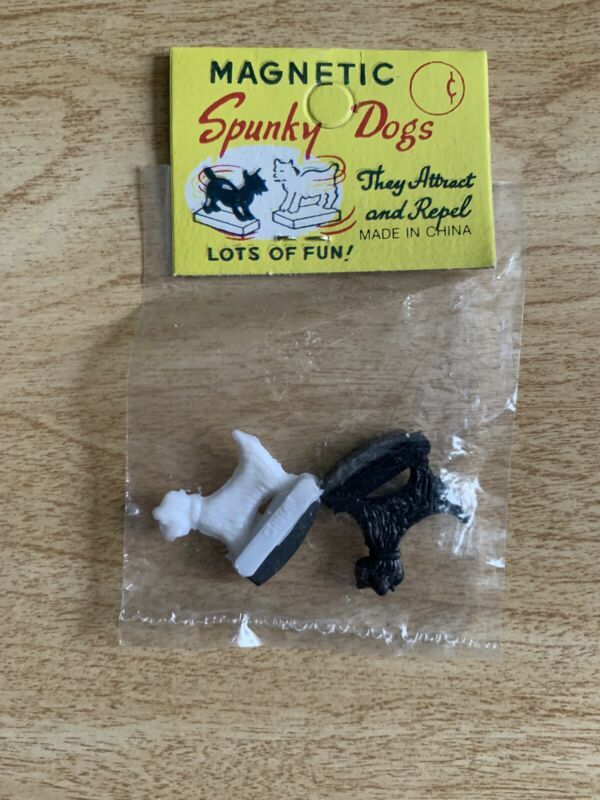 MAGNETIC
¢
Spunky Dogs
They Attract
and Repel
MADE IN CHINA
LOTS OF FUN!